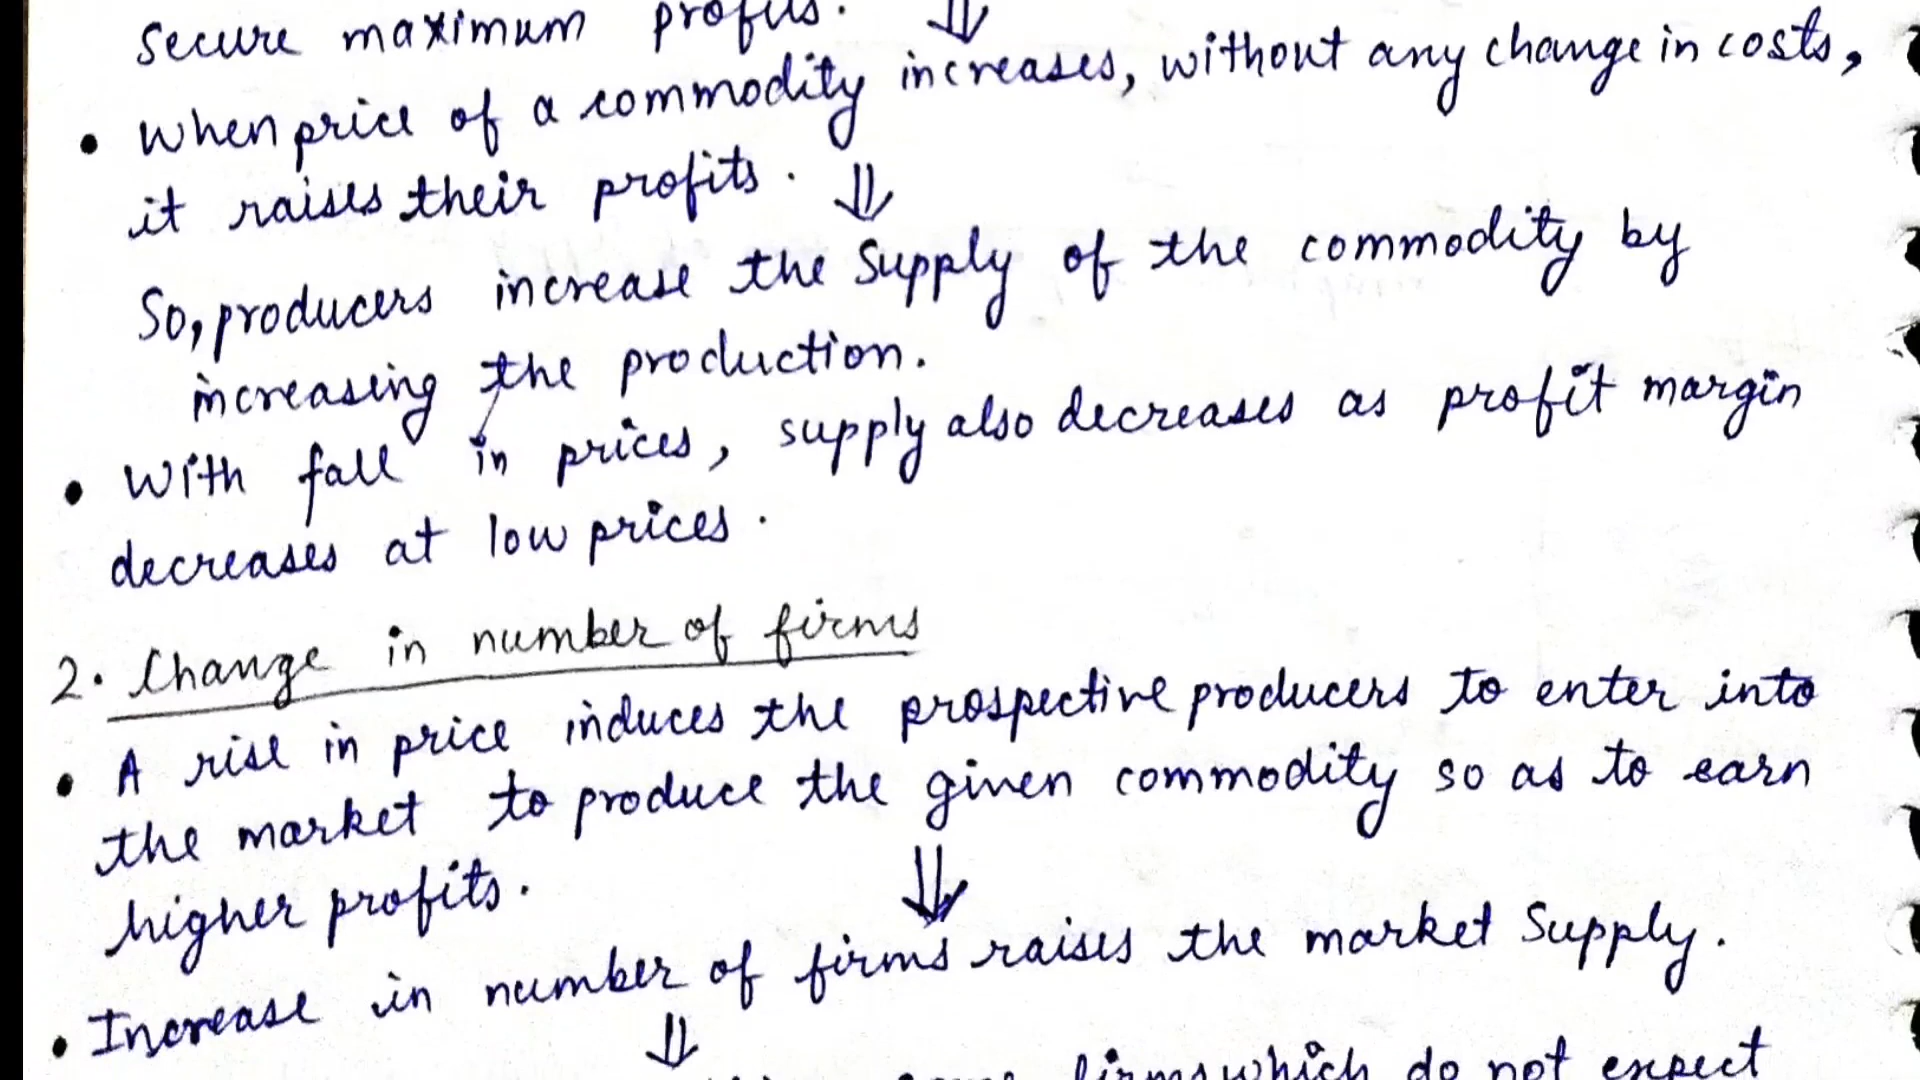 secure maximum profits. ⇓
• When price of a commodity increases, without any change in costs,
it raises their profits. ⇓
So, producers increase the Supply of the commodity by
increasing the production.
• With fall in prices, supply also decreases as profit margin
decreases at low prices.
2. Change in number of firms
• A rise in price induces the prospective producers to enter into
the market to produce the given commodity so as to earn
higher profits. ⇓
• Increase in number of firms raises the market Supply.
⇓
firms which do not expect